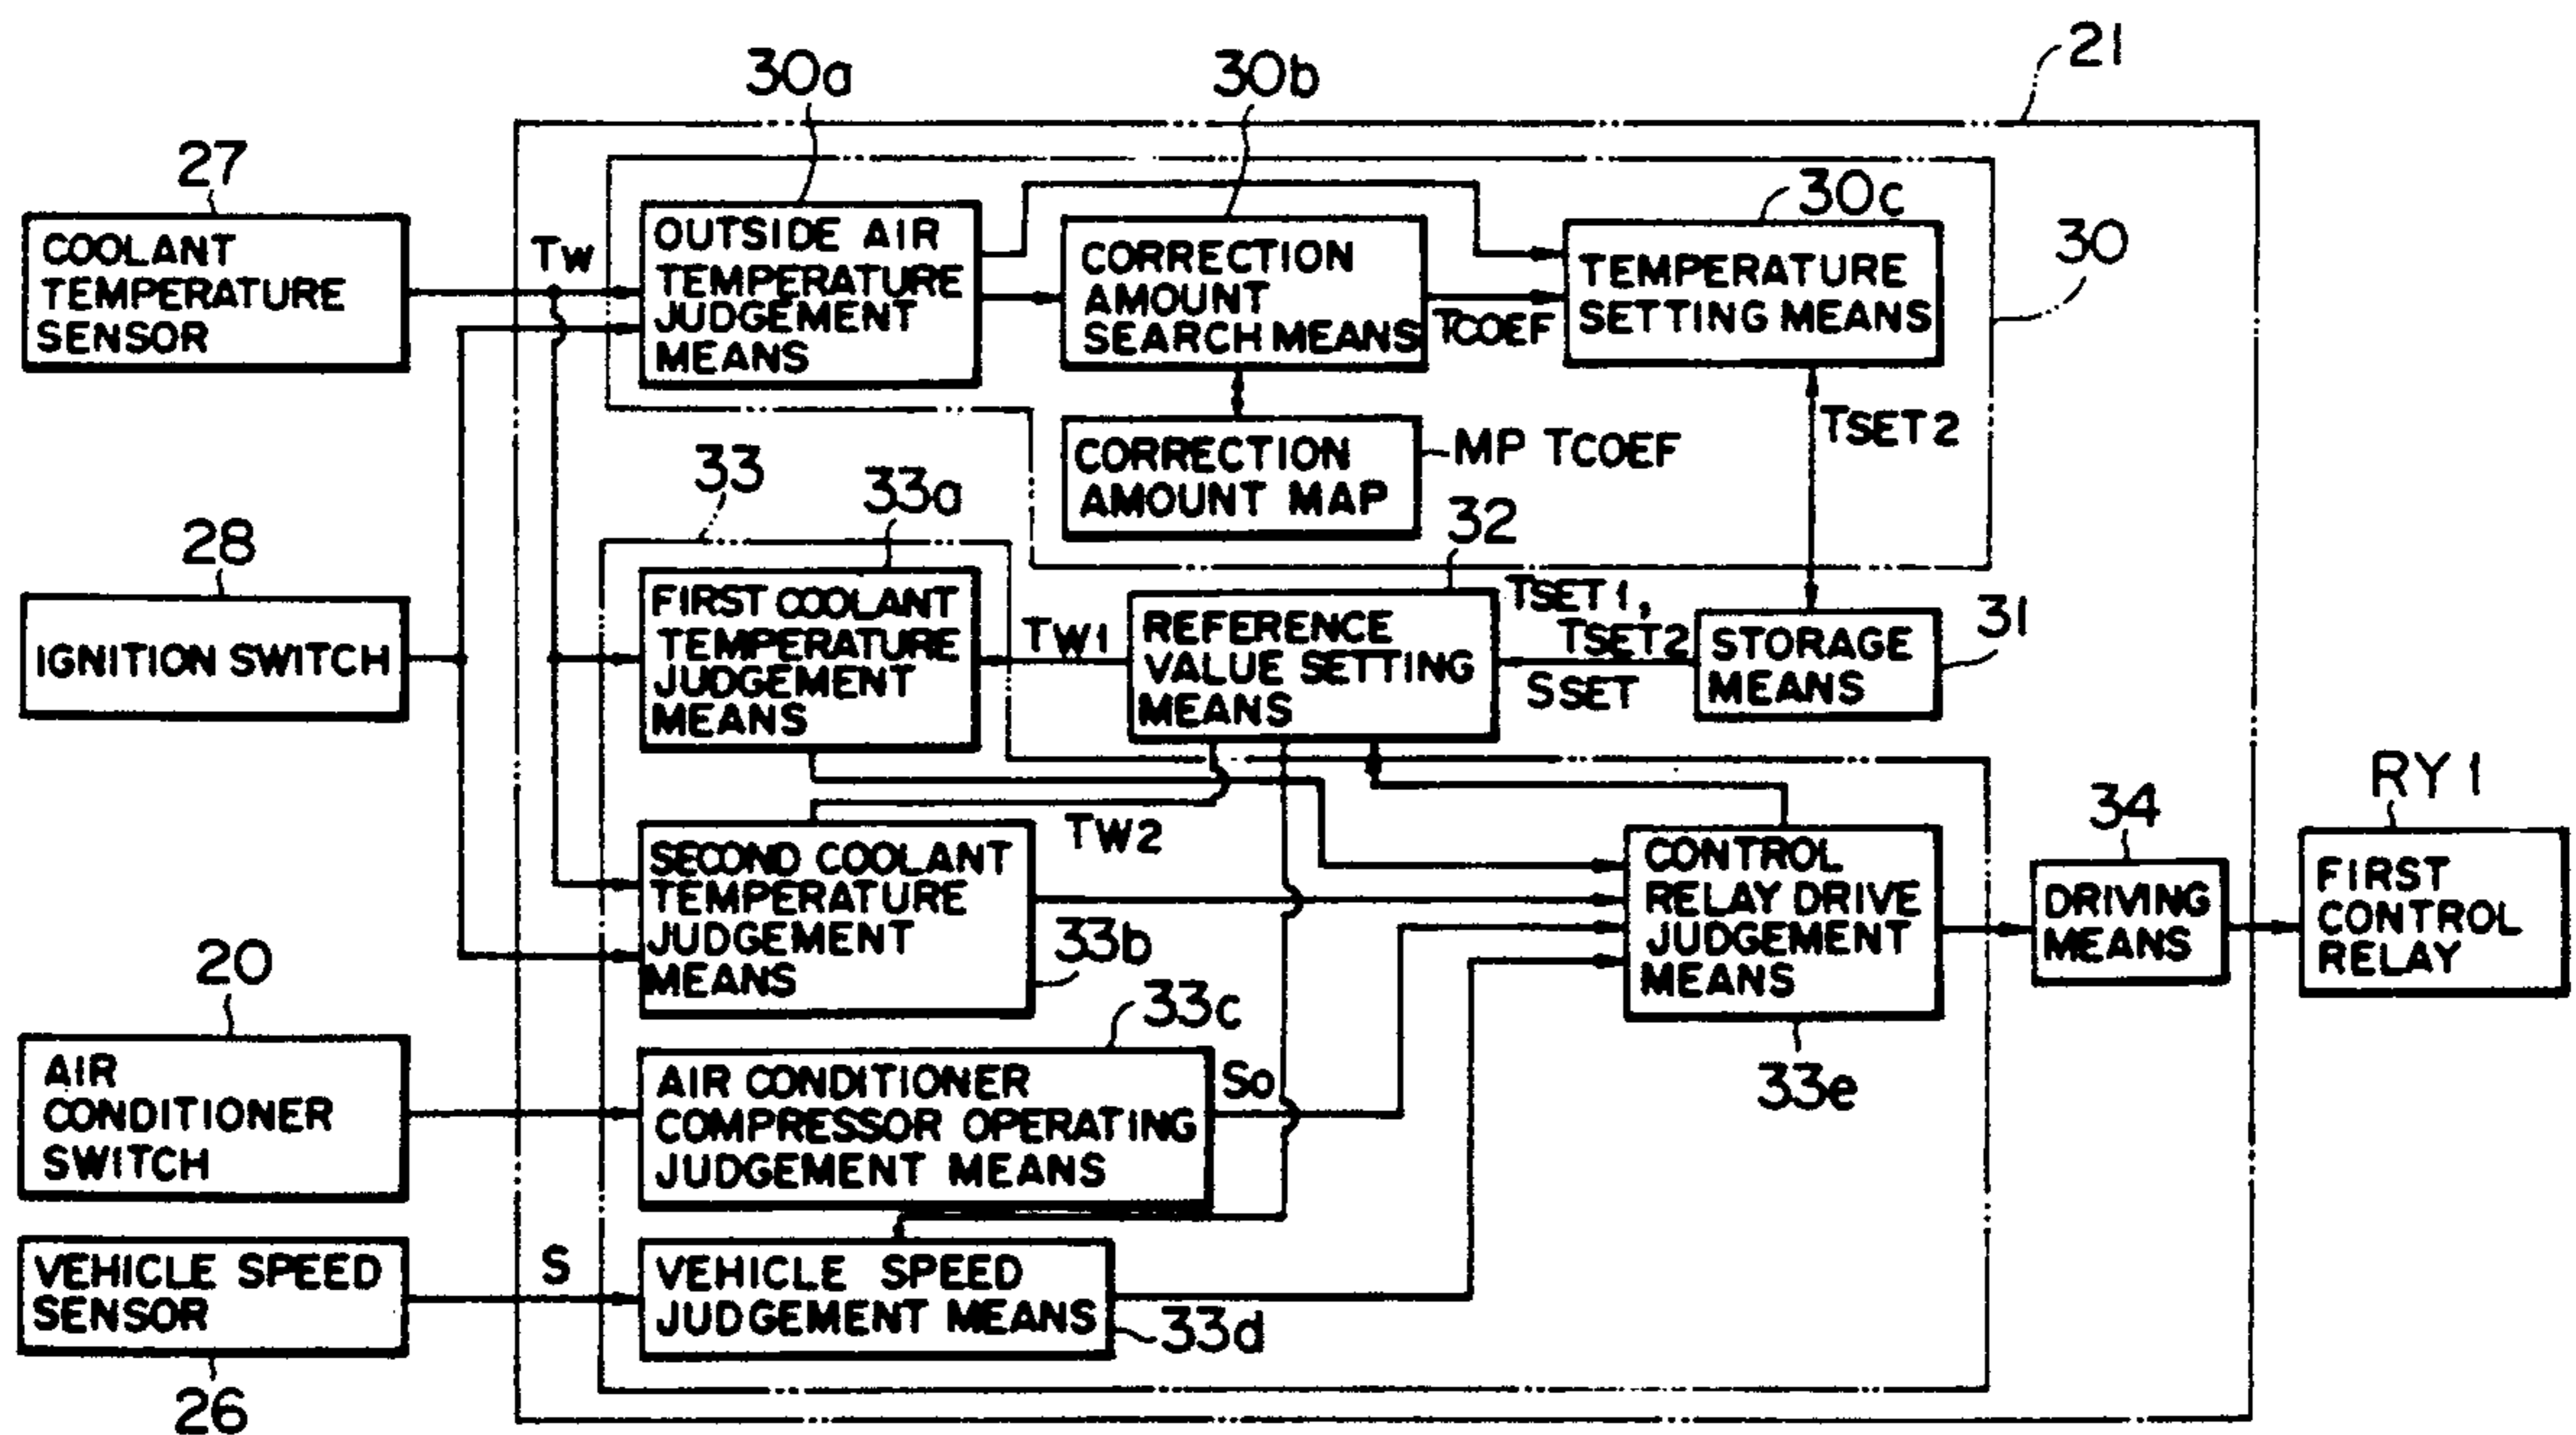 21
30a
30b
27
30c
COOLANT
TEMPERATURE
SENSOR
TW
OUTSIDE AIR
TEMPERATURE
JUDGEMENT
MEANS
CORRECTION
AMOUNT
SEARCH MEANS
TCOEF
TEMPERATURE
SETTING MEANS
30
TSET2
CORRECTION
AMOUNT MAP
MP TCOEF
33
33a
32
28
IGNITION SWITCH
FIRST COOLANT
TEMPERATURE
JUDGEMENT
MEANS
TW1
REFERENCE
VALUE SETTING
MEANS
TSET1,
TSET2
SSET
STORAGE
MEANS
31
TW2
SECOND COOLANT
TEMPERATURE
JUDGEMENT
MEANS
33b
CONTROL
RELAY DRIVE
JUDGEMENT
MEANS
33e
34
DRIVING
MEANS
RY1
FIRST
CONTROL
RELAY
20
AIR
CONDITIONER
SWITCH
33c
AIR CONDITIONER
COMPRESSOR OPERATING
JUDGEMENT MEANS
So
VEHICLE SPEED
SENSOR
26
S
VEHICLE SPEED
JUDGEMENT MEANS
33d